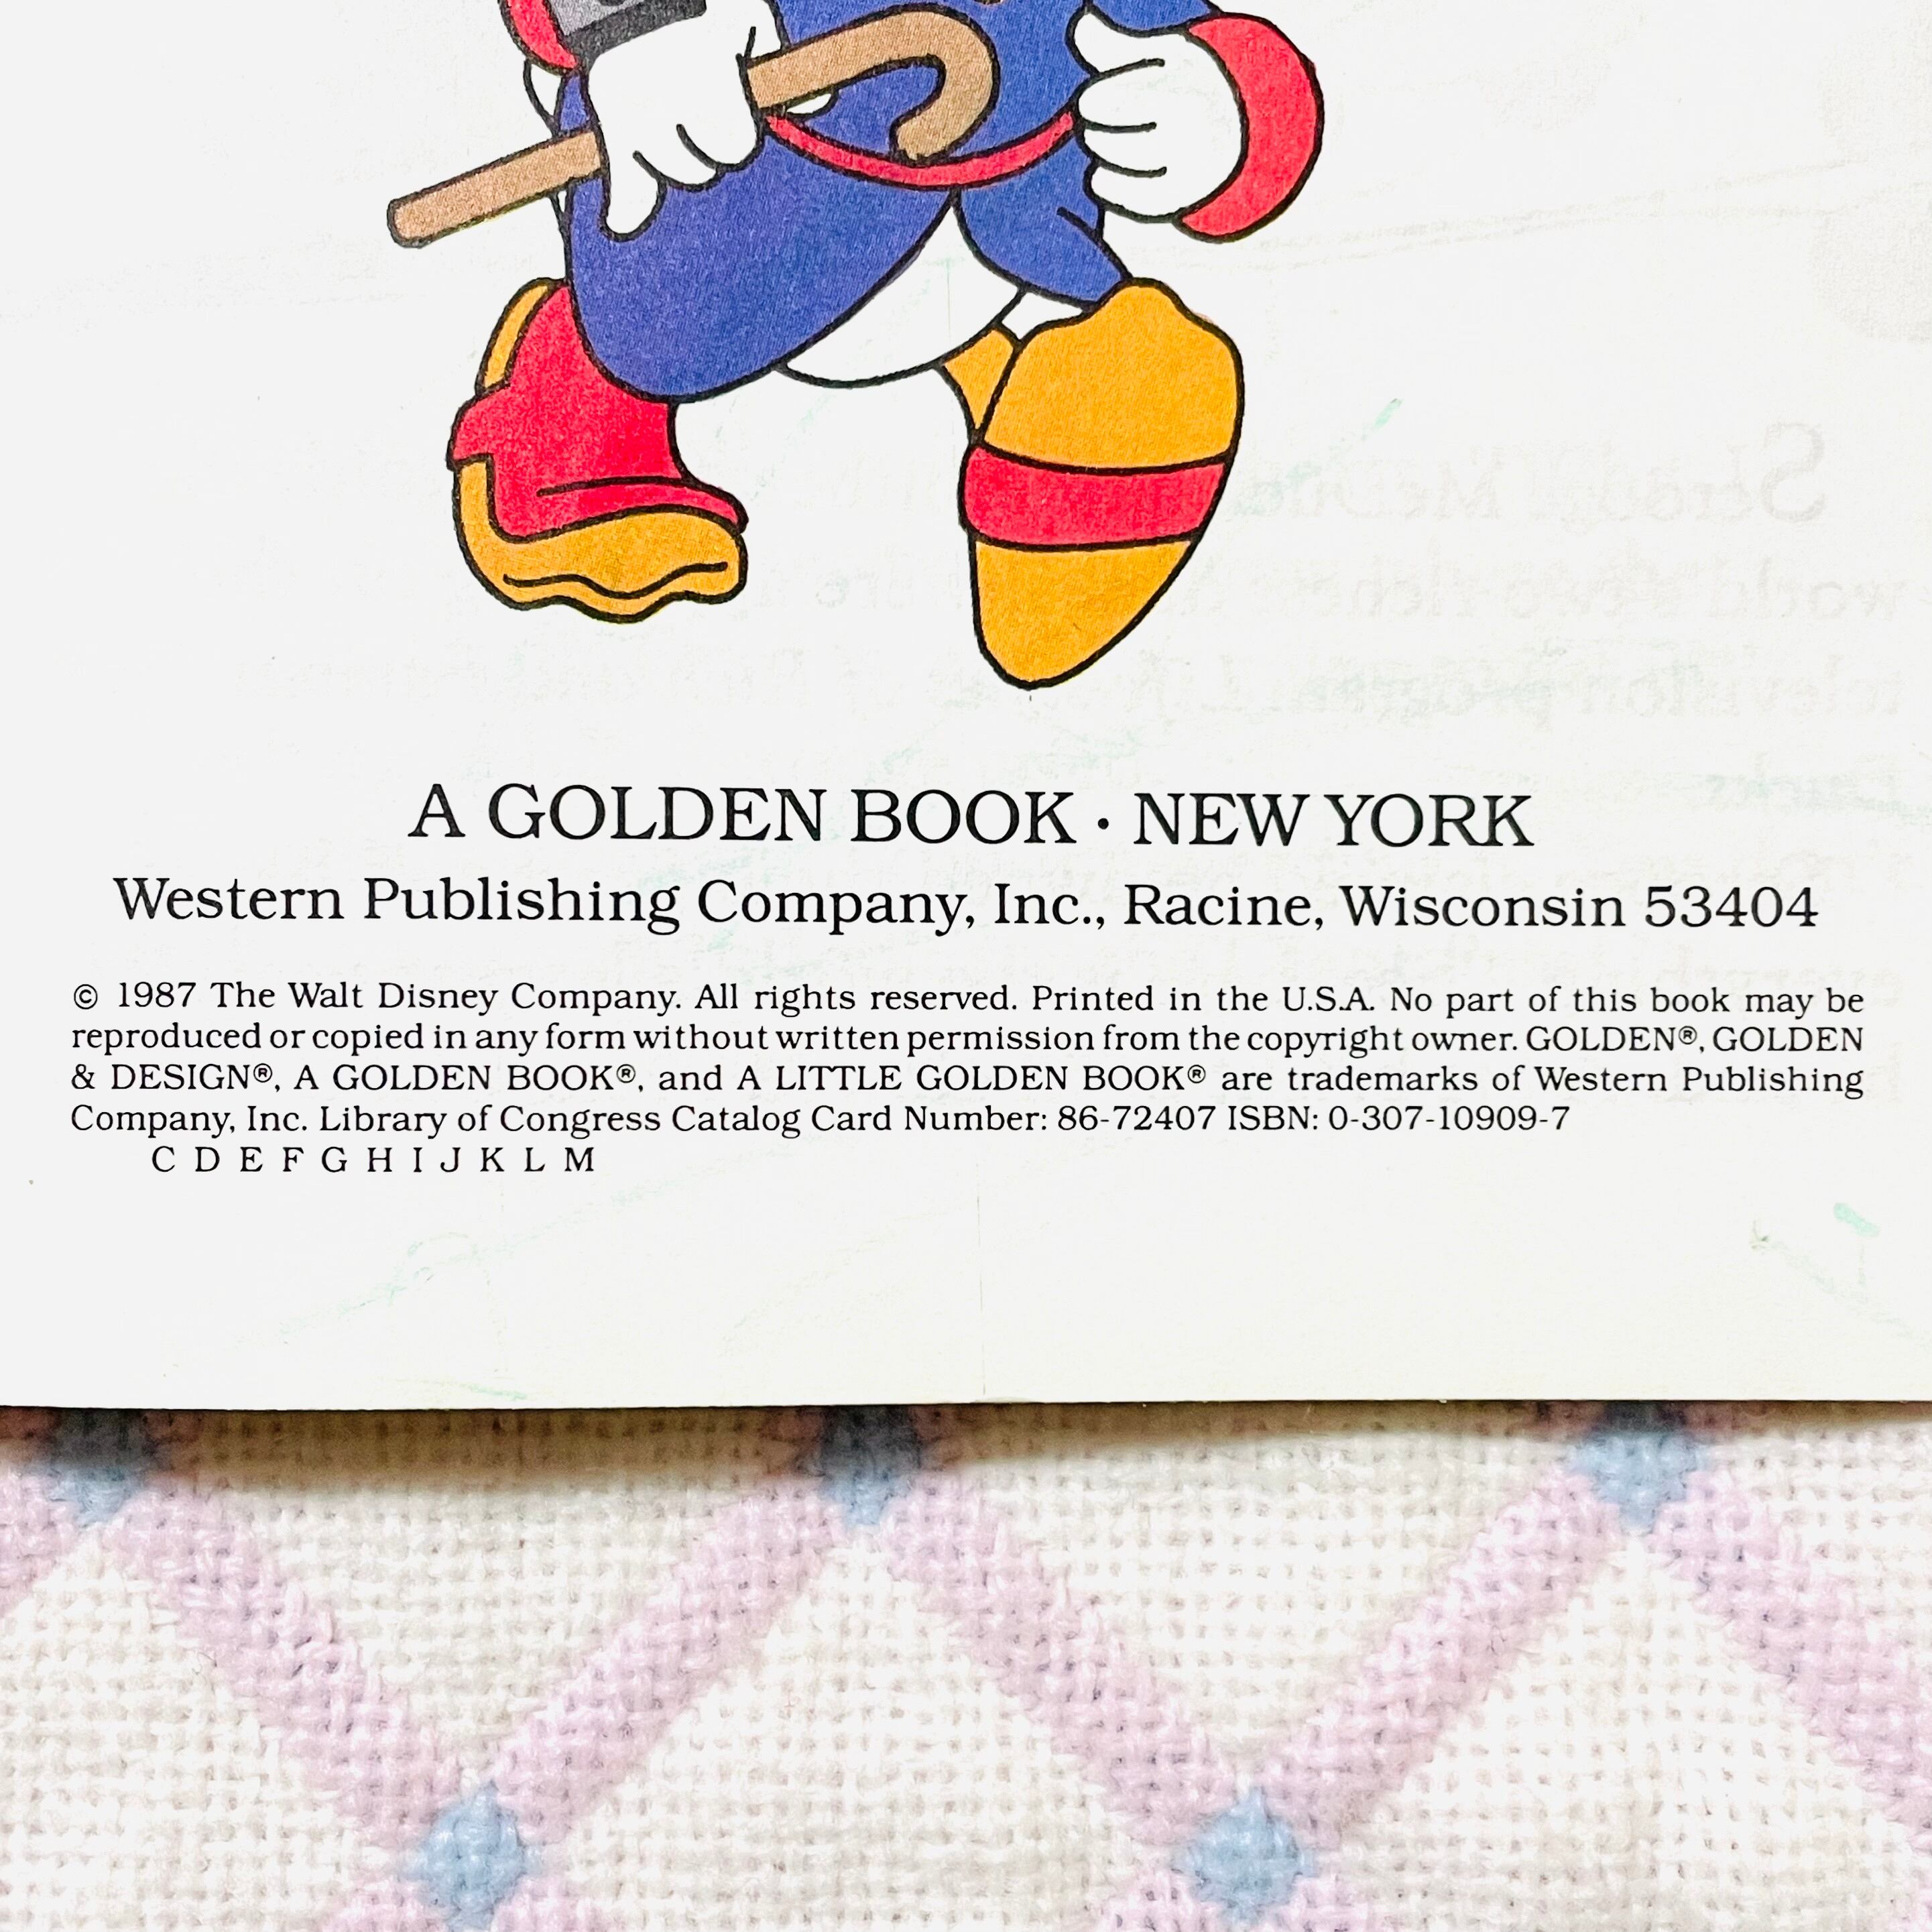 A GOLDEN BOOK · NEW YORK
Western Publishing Company, Inc., Racine, Wisconsin 53404
© 1987 The Walt Disney Company. All rights reserved. Printed in the U.S.A. No part of this book may be
reproduced or copied in any form without written permission from the copyright owner. GOLDEN®, GOLDEN
& DESIGN®, A GOLDEN BOOK®, and A LITTLE GOLDEN BOOK® are trademarks of Western Publishing
Company, Inc. Library of Congress Catalog Card Number: 86-72407 ISBN: 0-307-10909-7
C D E F G H I J K L M